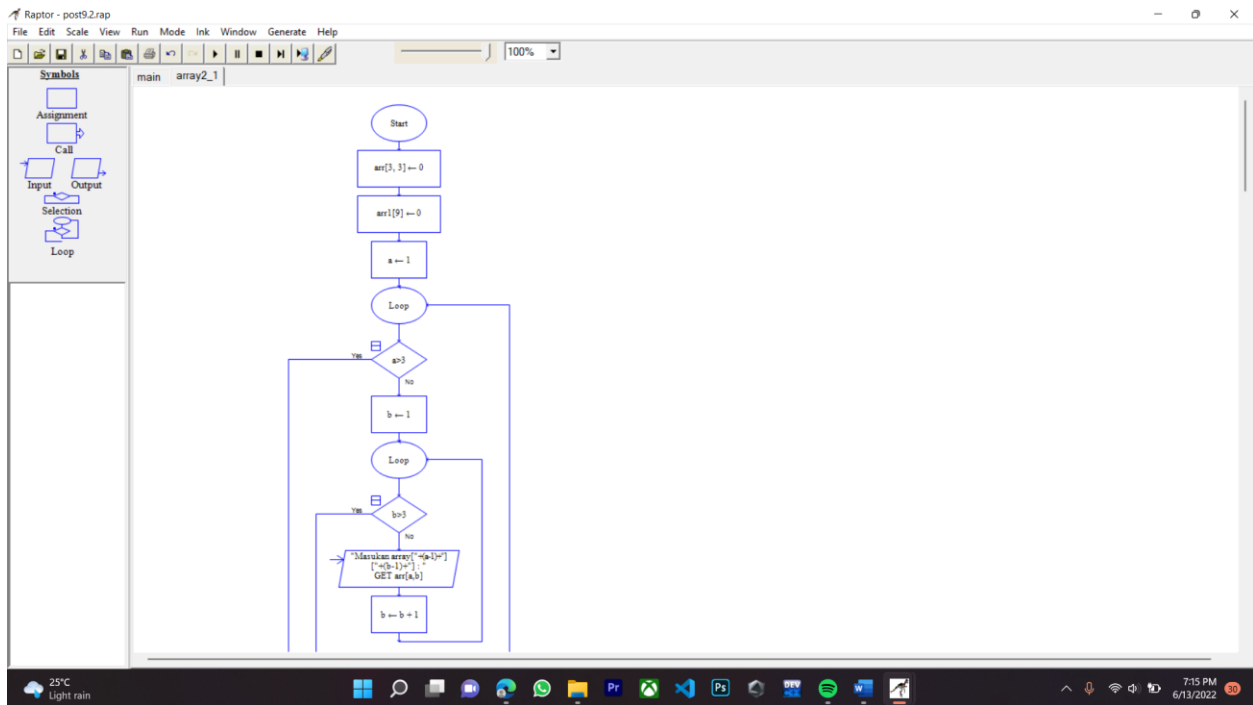 Raptor - post9.2.rap
File Edit Scale View Run Mode Ink Window Generate Help
100%
Symbols
Assignment
Call
Input Output
Selection
Loop
main array2_1
Start
arr[3, 3] ← 0
arr1[9] ← 0
a ← 1
Loop
Yes
a>3
No
b ← 1
Loop
Yes
b>3
No
"Masukan array["+(a-1)+"]
["+(b-1)+"] : "
GET arr[a,b]
b ← b + 1
25°C
Light rain
Pr
Ps
DEV
W
7:15 PM
6/13/2022
30